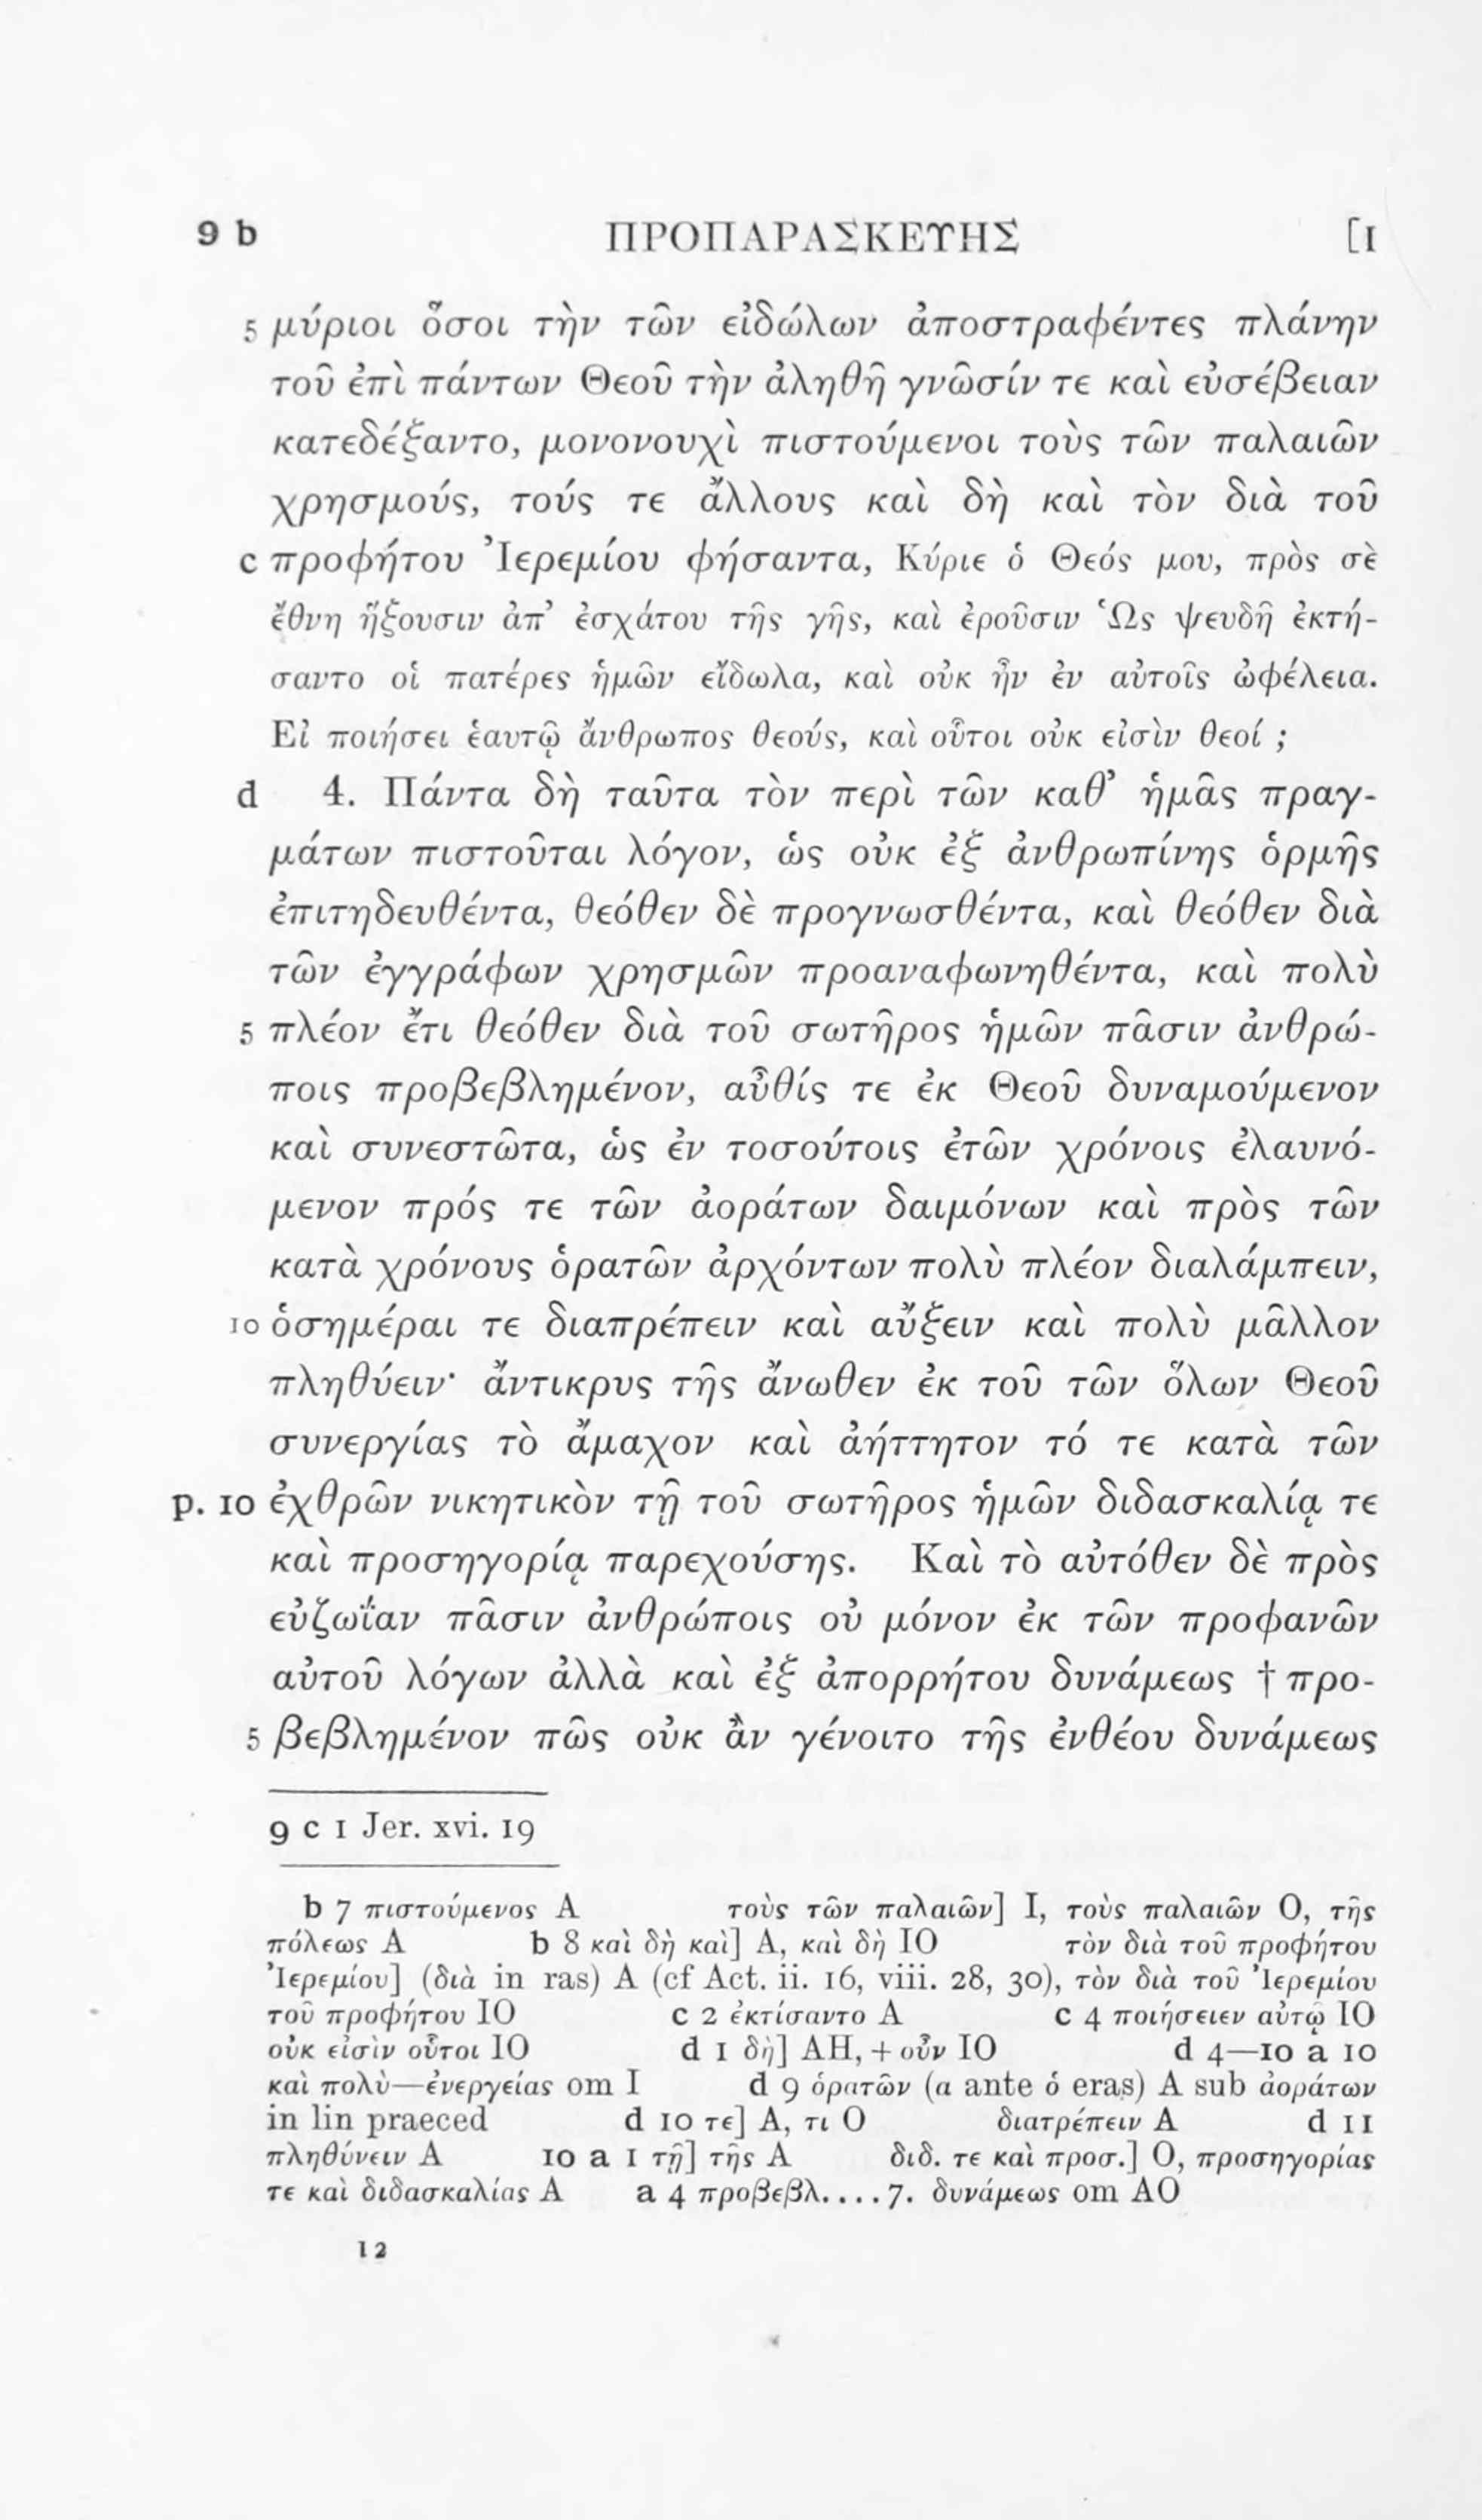 9 b ΠΡΟΠΑΡΑΣΚΕΥΗΣ [I
5 μύριοι ὅσοι τὴν τῶν εἰδώλων ἀποστραφέντες πλάνην
τοῦ ἐπὶ πάντων Θεοῦ τὴν ἀληθῆ γνῶσίν τε καὶ εὐσέβειαν
κατεδέξαντο, μονονουχὶ πιστούμενοι τοὺς τῶν παλαιῶν
χρησμούς, τούς τε ἄλλους καὶ δὴ καὶ τὸν διὰ τοῦ
c προφήτου Ἰερεμίου φήσαντα, Κύριε ὁ Θεός μου, πρὸς σὲ
ἔθνη ἥξουσιν ἀπ’ ἐσχάτου τῆς γῆς, καὶ ἐροῦσιν Ὡς ψευδῆ ἐκτή-
σαντο οἱ πατέρες ἡμῶν εἴδωλα, καὶ οὐκ ἦν ἐν αὐτοῖς ὠφέλεια.
Εἰ ποιήσει ἑαυτῷ ἄνθρωπος θεούς, καὶ οὗτοι οὐκ εἰσὶν θεοί ;
d 4. Πάντα δὴ ταῦτα τὸν περὶ τῶν καθ’ ἡμᾶς πραγ-
μάτων πιστοῦται λόγον, ὡς οὐκ ἐξ ἀνθρωπίνης ὁρμῆς
ἐπιτηδευθέντα, θεόθεν δὲ προγνωσθέντα, καὶ θεόθεν διὰ
τῶν ἐγγράφων χρησμῶν προαναφωνηθέντα, καὶ πολὺ
5 πλέον ἔτι θεόθεν διὰ τοῦ σωτῆρος ἡμῶν πᾶσιν ἀνθρώ-
ποις προβεβλημένον, αὖθίς τε ἐκ Θεοῦ δυναμούμενον
καὶ συνεστῶτα, ὡς ἐν τοσούτοις ἐτῶν χρόνοις ἐλαυνό-
μενον πρός τε τῶν ἀοράτων δαιμόνων καὶ πρὸς τῶν
κατὰ χρόνους ὁρατῶν ἀρχόντων πολὺ πλέον διαλάμπειν,
10 ὁσημέραι τε διαπρέπειν καὶ αὔξειν καὶ πολὺ μᾶλλον
πληθύειν· ἄντικρυς τῆς ἄνωθεν ἐκ τοῦ τῶν ὅλων Θεοῦ
συνεργίας τὸ ἄμαχον καὶ ἀήττητον τό τε κατὰ τῶν
p. 10 ἐχθρῶν νικητικὸν τῇ τοῦ σωτῆρος ἡμῶν διδασκαλίᾳ τε
καὶ προσηγορίᾳ παρεχούσης. Καὶ τὸ αὐτόθεν δὲ πρὸς
εὐζωΐαν πᾶσιν ἀνθρώποις οὐ μόνον ἐκ τῶν προφανῶν
αὐτοῦ λόγων ἀλλὰ καὶ ἐξ ἀπορρήτου δυνάμεως † προ-
5 βεβλημένον πῶς οὐκ ἂν γένοιτο τῆς ἐνθέου δυνάμεως
9 c 1 Jer. xvi. 19
b 7 πιστούμενος A τοὺς τῶν παλαιῶν] I, τοὺς παλαιῶν O, τῆς
πόλεως A b 8 καὶ δὴ καὶ] A, καὶ δὴ IO τὸν διὰ τοῦ προφήτου
Ἰερεμίου] (διὰ in ras) A (cf Act. ii. 16, viii. 28, 30), τὸν διὰ τοῦ Ἰερεμίου
τοῦ προφήτου IO c 2 ἐκτίσαντο A c 4 ποιήσειεν αὐτῷ IO
οὐκ εἰσὶν οὗτοι IO d 1 δὴ] AH, + οὖν IO d 4—10 a 10
καὶ πολὺ—ἐνεργείας om I d 9 ὁρατῶν (α ante ὁ eras) A sub ἀοράτων
in lin praeced d 10 τε] A, τι O διατρέπειν A d 11
πληθύνειν A 10 a 1 τῇ] τῆς A διδ. τε καὶ προσ.] O, προσηγορίας
τε καὶ διδασκαλίας A a 4 προβεβλ....7. δυνάμεως om AO
12